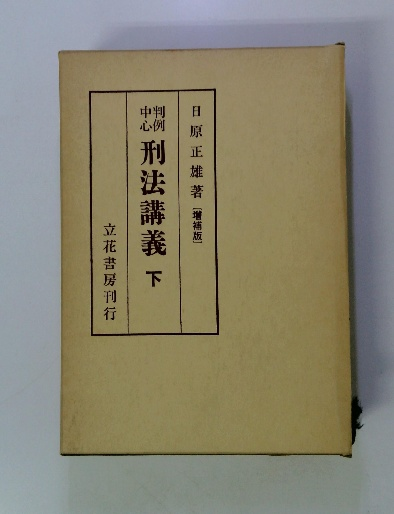 日原正雄著［増補版］
判例中心 刑法講義 下
立花書房刊行